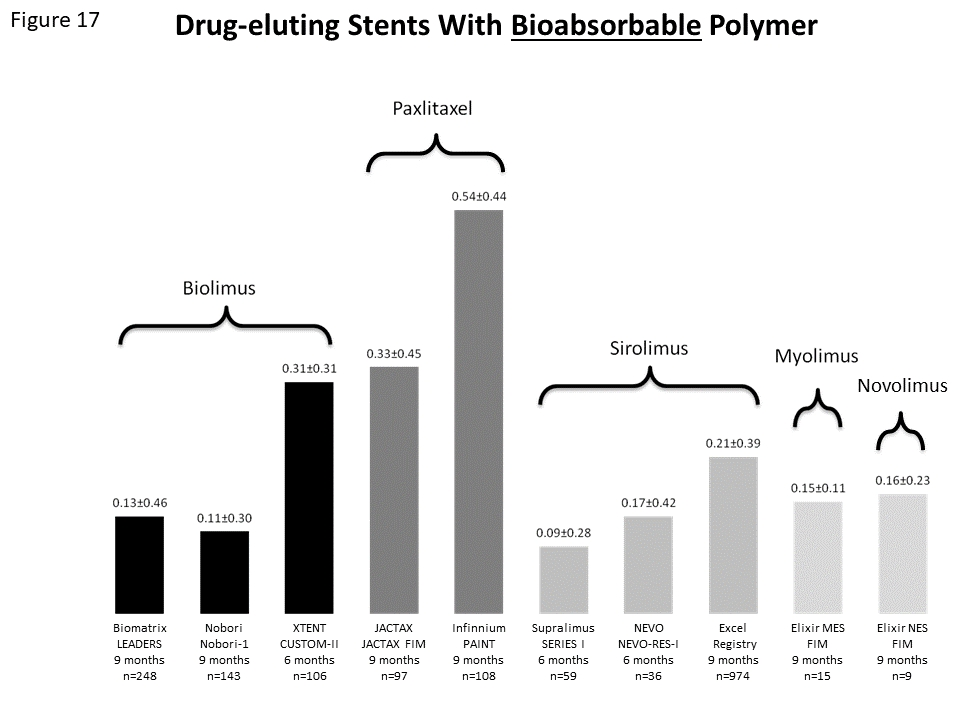 Figure 17
Drug-eluting Stents With Bioabsorbable Polymer
Paxlitaxel
0.54±0.44
Biolimus
0.33±0.45
0.31±0.31
Sirolimus
Myolimus
Novolimus
0.21±0.39
0.16±0.23
0.15±0.11
0.13±0.46
0.17±0.42
0.11±0.30
0.09±0.28
Biomatrix
LEADERS
9 months
n=248
Nobori
Nobori-1
9 months
n=143
XTENT
CUSTOM-II
6 months
n=106
JACTAX
JACTAX FIM
9 months
n=97
Infinnium
PAINT
9 months
n=108
Supralimus
SERIES I
6 months
n=59
NEVO
NEVO-RES-I
6 months
n=36
Excel
Registry
9 months
n=974
Elixir MES
FIM
9 months
n=15
Elixir NES
FIM
9 months
n=9